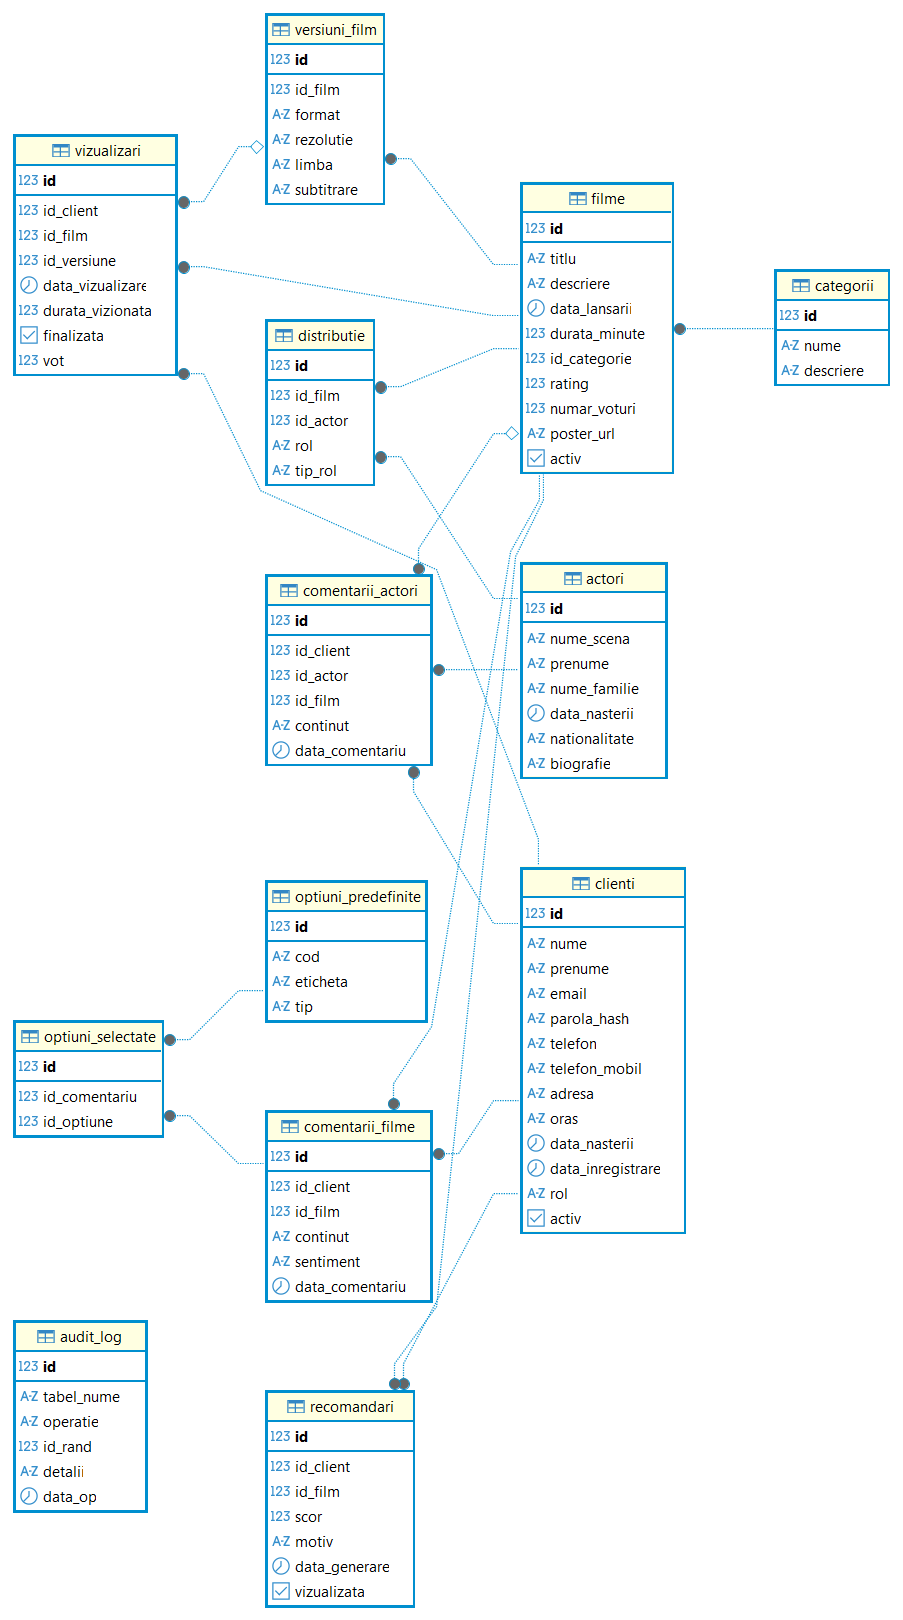 versiuni_film
123 id
123 id_film
A-Z format
A-Z rezolutie
A-Z limba
A-Z subtitrare
vizualizari
123 id
123 id_client
123 id_film
123 id_versiune
data_vizualizare
123 durata_vizionata
finalizata
123 vot
filme
123 id
A-Z titlu
A-Z descriere
data_lansarii
123 durata_minute
123 id_categorie
123 rating
123 numar_voturi
A-Z poster_url
activ
categorii
123 id
A-Z nume
A-Z descriere
distributie
123 id
123 id_film
123 id_actor
A-Z rol
A-Z tip_rol
comentarii_actori
123 id
123 id_client
123 id_actor
123 id_film
A-Z continut
data_comentariu
actori
123 id
A-Z nume_scena
A-Z prenume
A-Z nume_familie
data_nasterii
A-Z nationalitate
A-Z biografie
clienti
123 id
A-Z nume
A-Z prenume
A-Z email
A-Z parola_hash
A-Z telefon
A-Z telefon_mobil
A-Z adresa
A-Z oras
data_nasterii
data_inregistrare
A-Z rol
activ
optiuni_predefinite
123 id
A-Z cod
A-Z eticheta
A-Z tip
optiuni_selectate
123 id
123 id_comentariu
123 id_optiune
comentarii_filme
123 id
123 id_client
123 id_film
A-Z continut
A-Z sentiment
data_comentariu
audit_log
123 id
A-Z tabel_nume
A-Z operatie
123 id_rand
A-Z detalii
data_op
recomandari
123 id
123 id_client
123 id_film
123 scor
A-Z motiv
data_generare
vizualizata